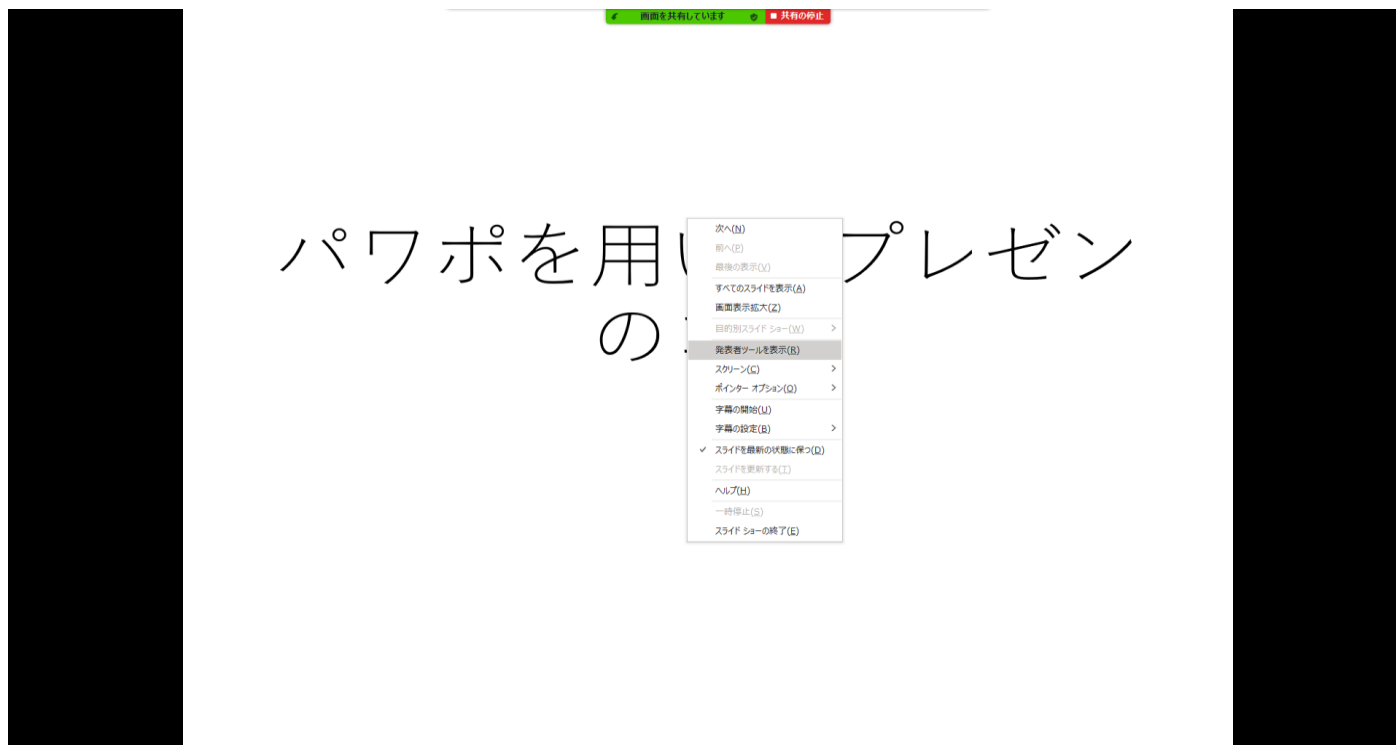 画面を共有しています 共有の停止
パワポを用い プレゼン
の
次へ(N)
前へ(P)
最後の表示(V)
すべてのスライドを表示(A)
画面表示拡大(Z)
目的別スライド ショー(W)
発表者ツールを表示(R)
スクリーン(C)
ポインター オプション(O)
字幕の開始(U)
字幕の設定(B)
スライドを最新の状態に保つ(D)
スライドを更新する(T)
ヘルプ(H)
一時停止(S)
スライド ショーの終了(E)